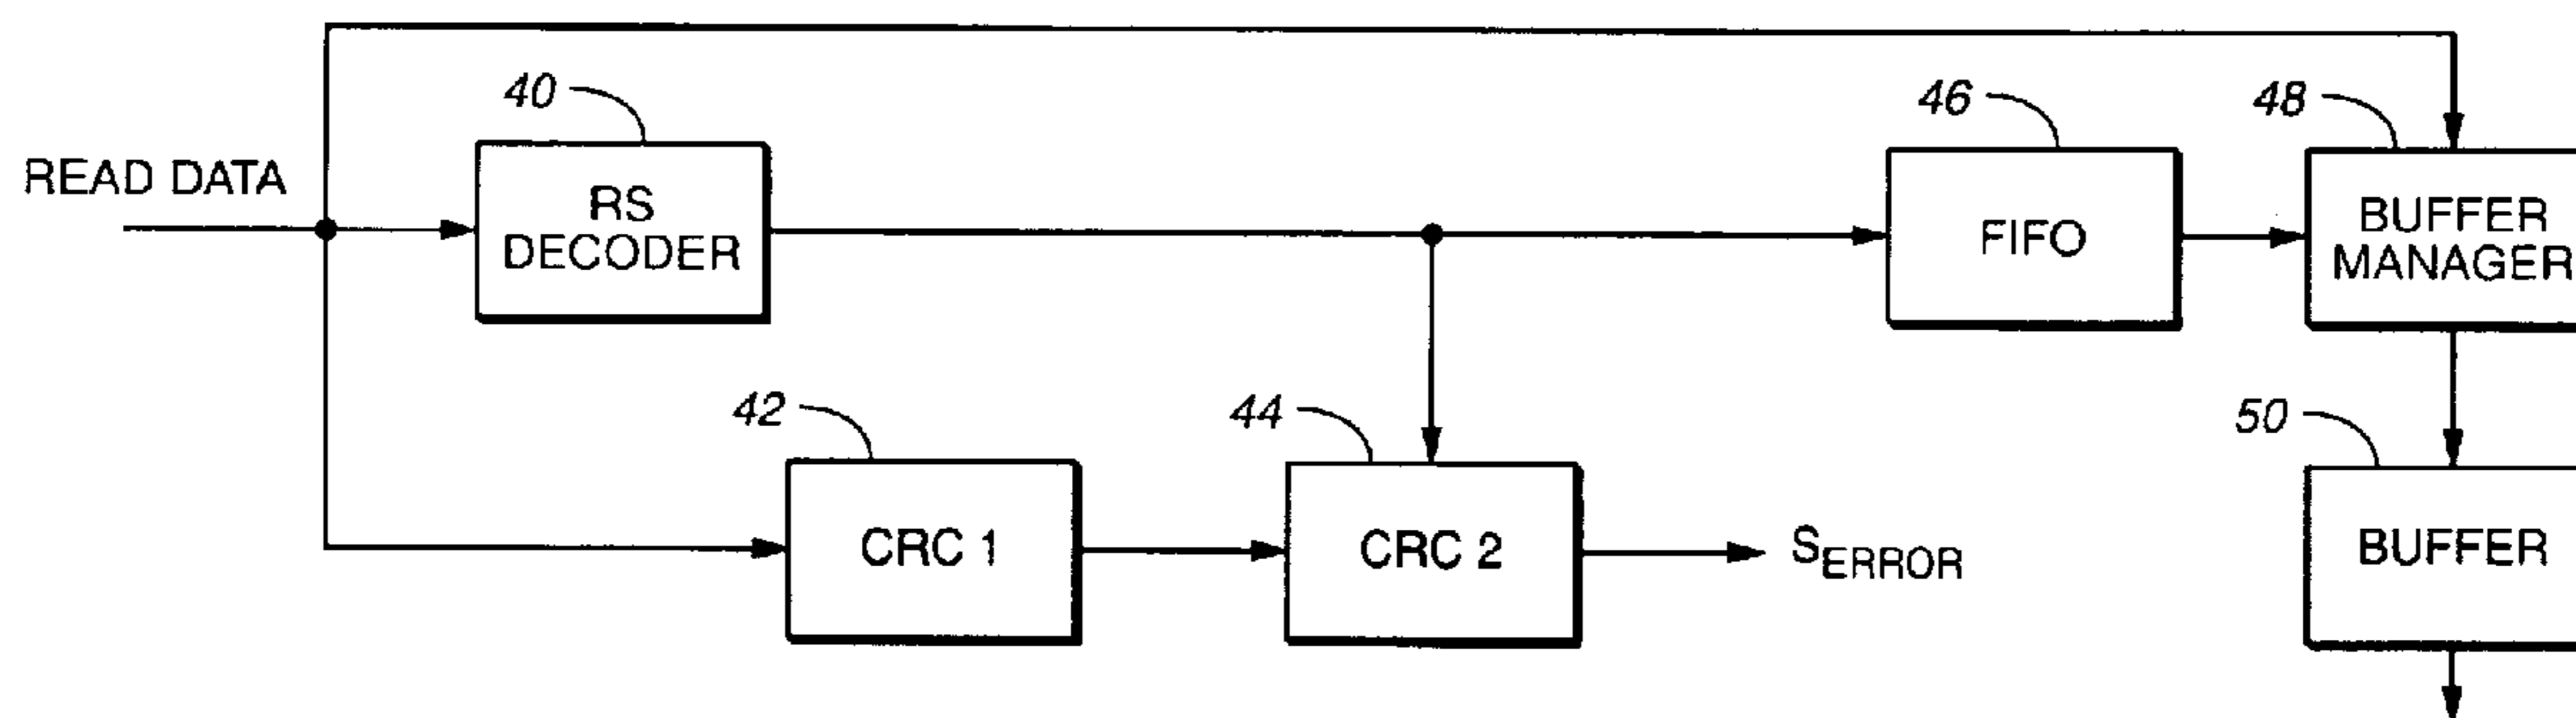 40
46
48
READ DATA
RS
DECODER
FIFO
BUFFER
MANAGER
42
44
50
CRC 1
CRC 2
SERROR
BUFFER